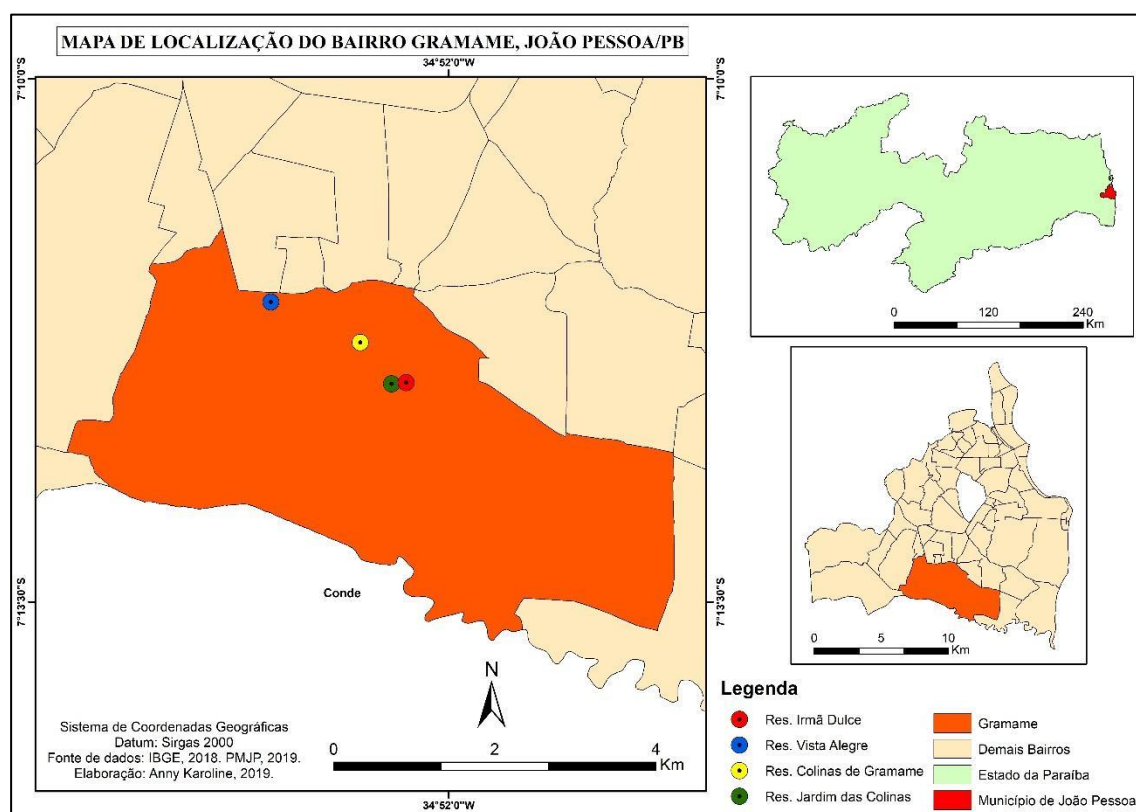 MAPA DE LOCALIZAÇÃO DO BAIRRO GRAMAME, JOÃO PESSOA/PB
34°52'0"W
7°10'0"S
7°10'0"S
7°13'30"S
7°13'30"S
Conde
N
Sistema de Coordenadas Geográficas
Datum: Sirgas 2000
Fonte de dados: IBGE, 2018. PMJP, 2019.
Elaboração: Anny Karoline, 2019.
0 2 4
Km
34°52'0"W
0 120 240
Km
0 5 10
Km
Legenda
Res. Irmã Dulce
Res. Vista Alegre
Res. Colinas de Gramame
Res. Jardim das Colinas
Gramame
Demais Bairros
Estado da Paraíba
Município de João Pessoa